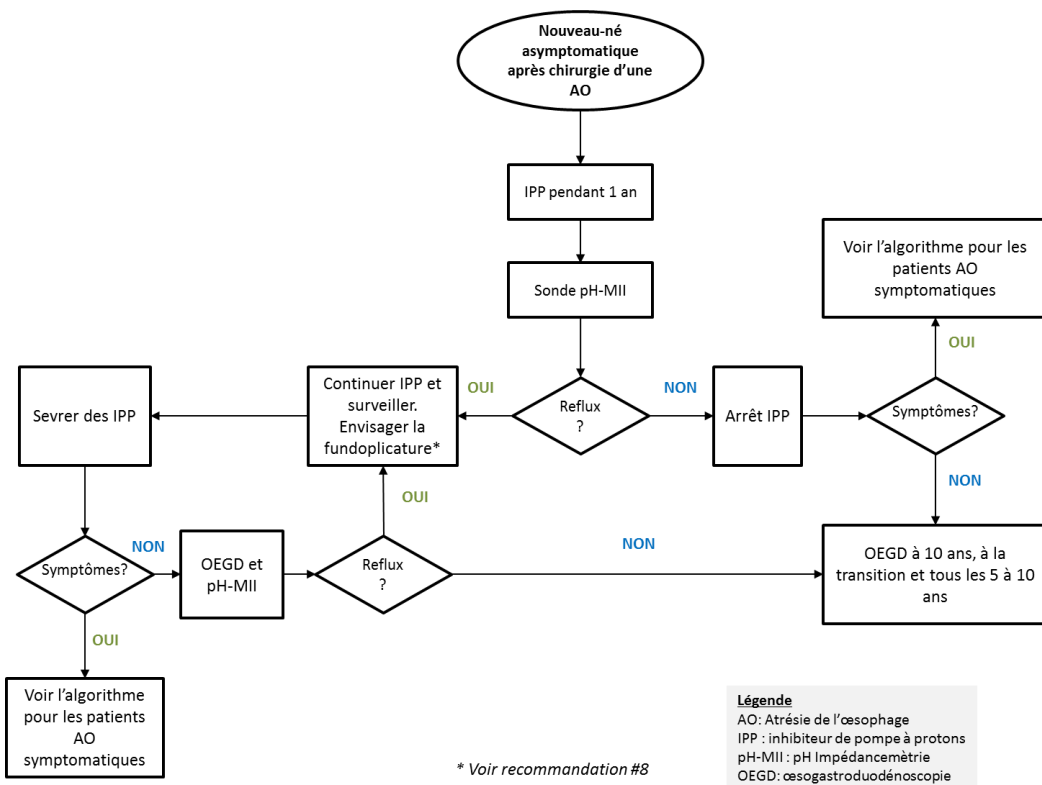 Nouveau-né
asymptomatique
après chirurgie d'une
AO
IPP pendant 1 an
Sonde pH-MII
Voir l'algorithme pour les
patients AO
symptomatiques
OUI
Sevrer des IPP
Continuer IPP et
surveiller.
Envisager la
fundoplicature*
OUI
Reflux
?
NON
Arrêt IPP
Symptômes?
OUI
NON
Symptômes?
NON
OEGD et
pH-MII
Reflux
?
NON
OEGD à 10 ans, à la
transition et tous les 5 à 10
ans
OUI
Voir l'algorithme
pour les patients
AO
symptomatiques
* Voir recommandation #8
Légende
AO: Atrésie de l'œsophage
IPP : inhibiteur de pompe à protons
pH-MII : pH Impédancemètrie
OEGD: œsogastroduodénoscopie